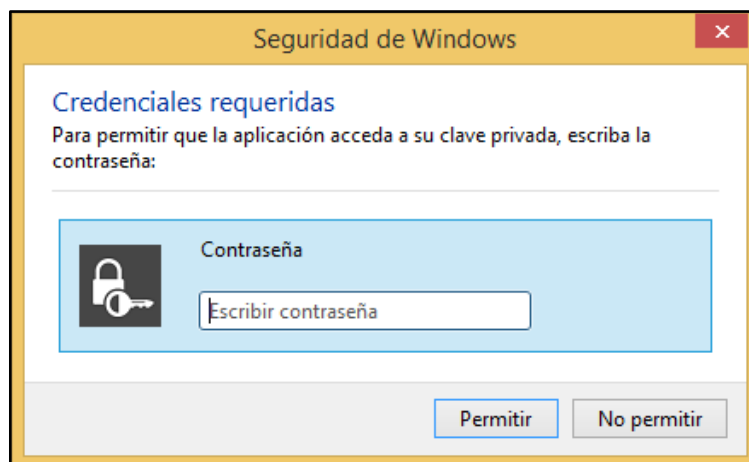 Seguridad de Windows
Credenciales requeridas
Para permitir que la aplicación acceda a su clave privada, escriba la
contraseña:
Contraseña
Escribir contraseña
Permitir
No permitir